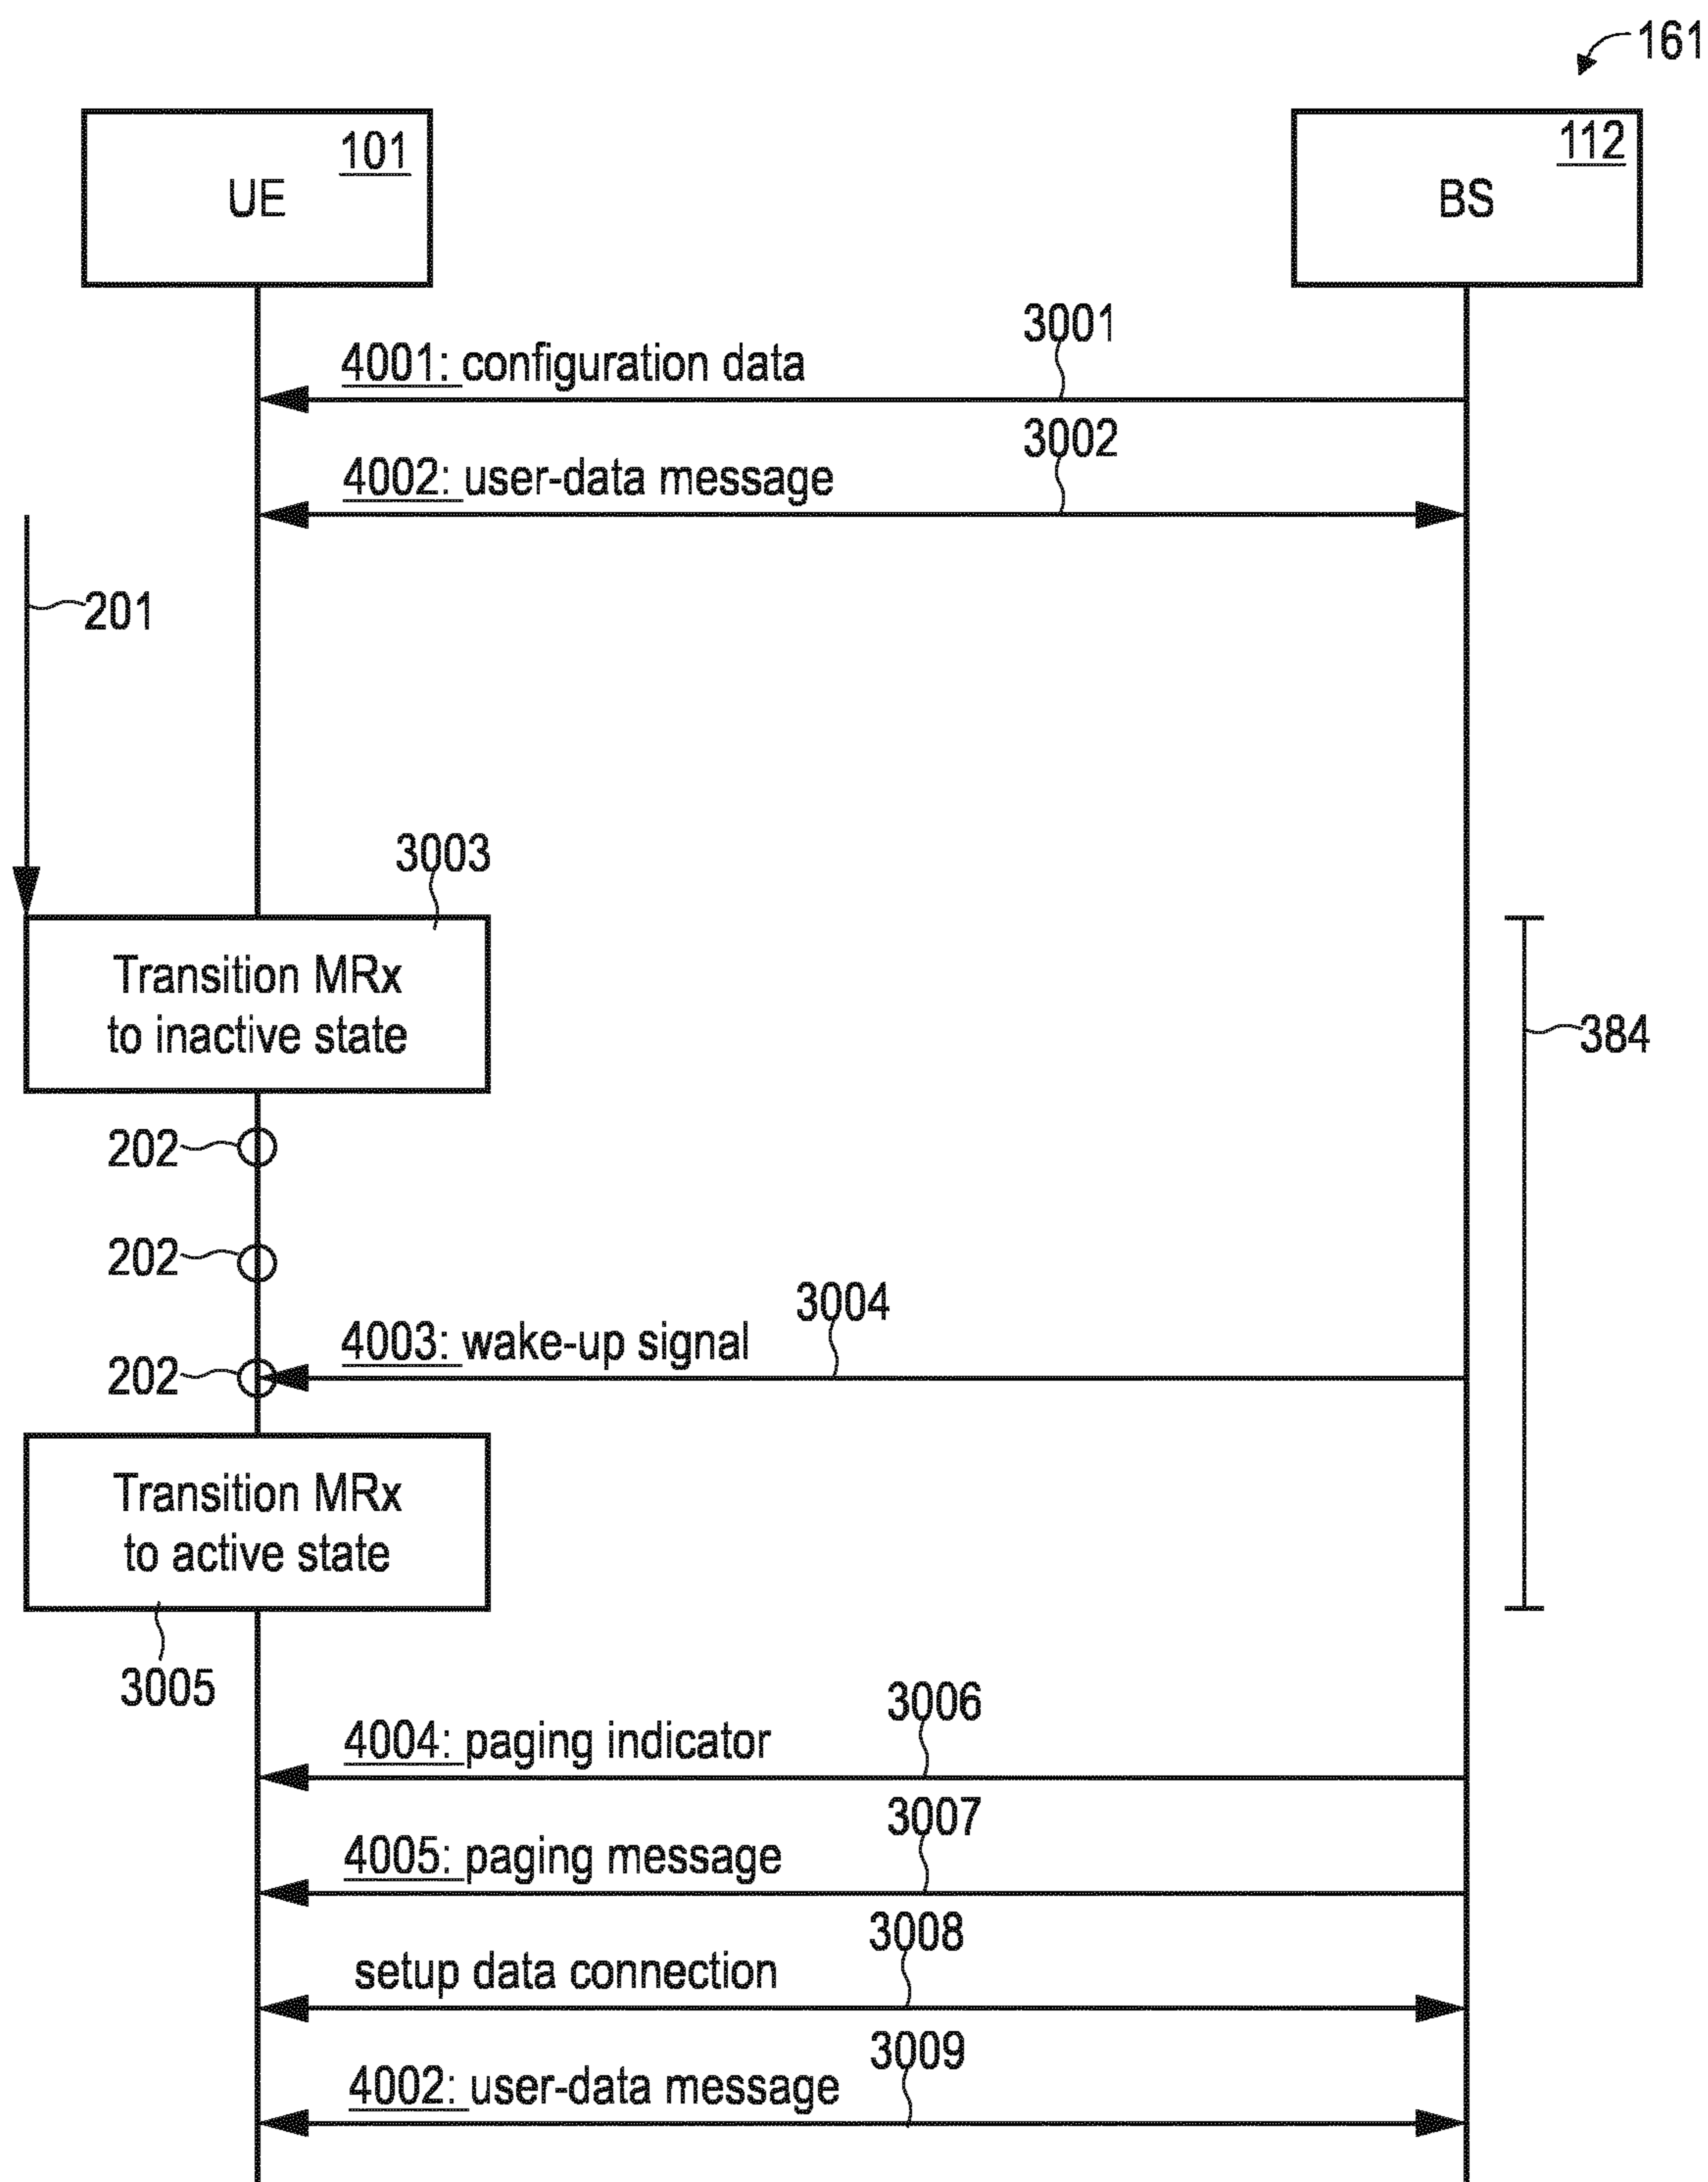 161
101
UE
112
BS
3001
4001: configuration data
3002
4002: user-data message
201
3003
Transition MRx
to inactive state
384
202
202
3004
4003: wake-up signal
202
Transition MRx
to active state
3005
3006
4004: paging indicator
3007
4005: paging message
3008
setup data connection
3009
4002: user-data message